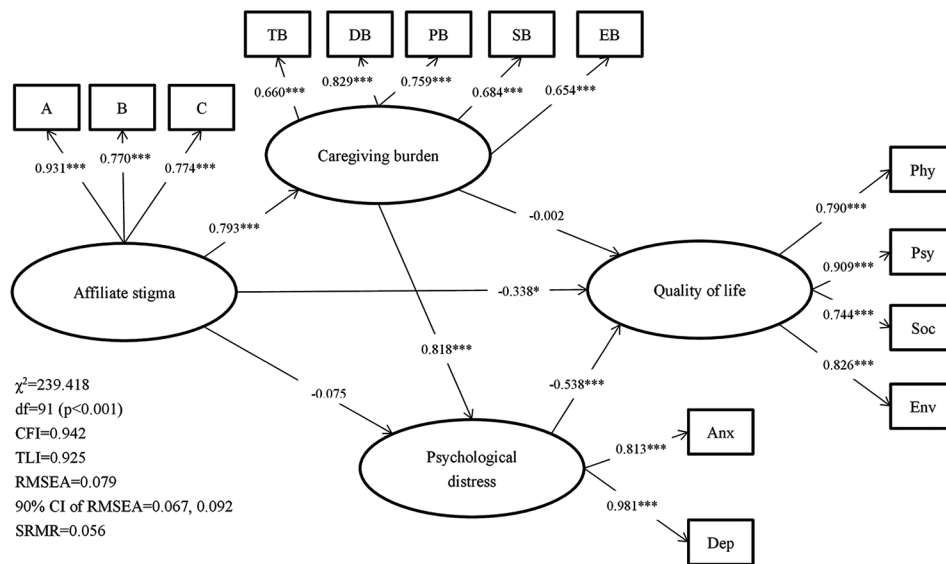 TB
DB
PB
SB
EB
0.660***
0.829***
0.759***
0.684***
0.654***
A
B
C
0.931***
0.770***
0.774***
Caregiving burden
Phy
0.790***
0.793***
-0.002
Psy
0.909***
Affiliate stigma
-0.338*
Quality of life
0.744***
Soc
0.818***
0.826***
-0.538***
-0.075
Env
χ²=239.418
df=91 (p<0.001)
CFI=0.942
TLI=0.925
RMSEA=0.079
90% CI of RMSEA=0.067, 0.092
SRMR=0.056
Psychological
distress
0.813***
Anx
0.981***
Dep